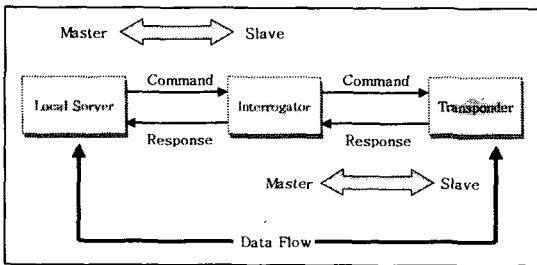 Master Slave
Command Command
Local Server Interrogator Transponder
Response Response
Master Slave
Data Flow